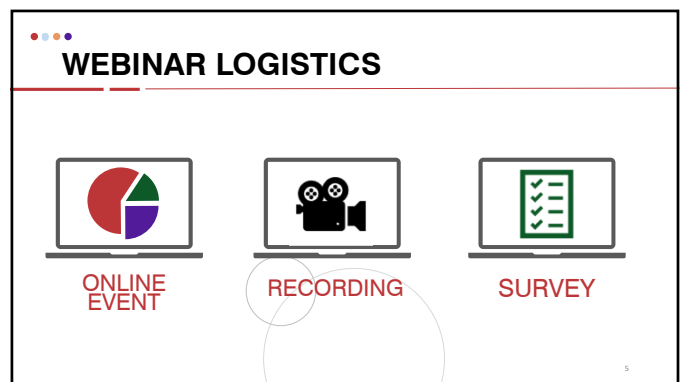 WEBINAR LOGISTICS
ONLINE
EVENT
RECORDING
SURVEY
5